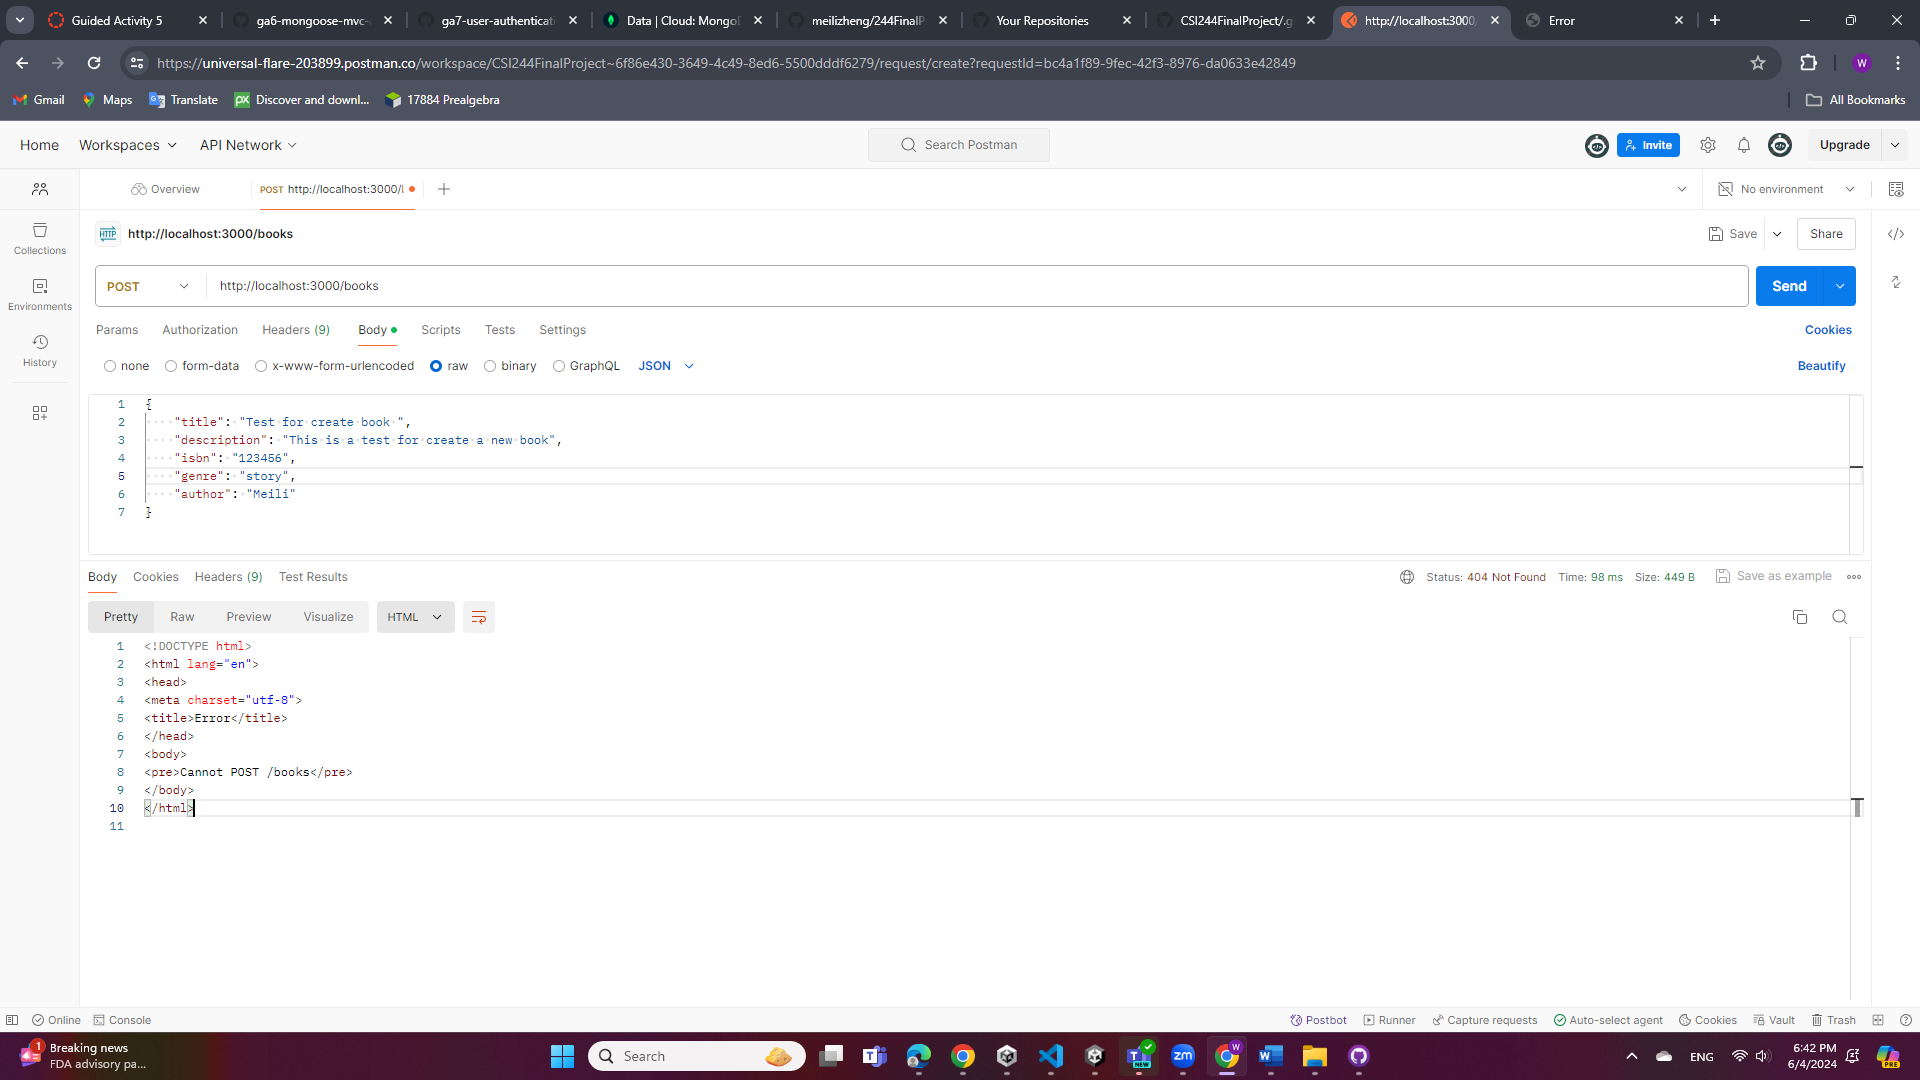 Guided Activity 5
ga6-mongoose-mvc-
ga7-user-authenticati
Data | Cloud: Mongo
meilizheng/244FinalP
Your Repositories
CSI244FinalProject/.g
http://localhost:3000/
Error
https://universal-flare-203899.postman.co/workspace/CSI244FinalProject~6f86e430-3649-4c49-8ed6-5500dddf6279/request/create?requestId=bc4a1f89-9fec-42f3-8976-da0633e42849
W
Gmail
Maps
Translate
px Discover and downl...
17884 Prealgebra
All Bookmarks
Home
Workspaces
API Network
Search Postman
Invite
Upgrade
Overview
POST http://localhost:3000/l
No environment
HTTP http://localhost:3000/books
Save
Share
Collections
Environments
History
POST
http://localhost:3000/books
Send
Params
Authorization
Headers (9)
Body
Scripts
Tests
Settings
Cookies
none
form-data
x-www-form-urlencoded
raw
binary
GraphQL
JSON
Beautify
1 {
2 "title": "Test for create book ",
3 "description": "This is a test for create a new book",
4 "isbn": "123456",
5 "genre": "story",
6 "author": "Meili"
7 }
Body
Cookies
Headers (9)
Test Results
Status: 404 Not Found
Time: 98 ms
Size: 449 B
Save as example
Pretty
Raw
Preview
Visualize
HTML
1 <!DOCTYPE html>
2 <html lang="en">
3 <head>
4 <meta charset="utf-8">
5 <title>Error</title>
6 </head>
7 <body>
8 <pre>Cannot POST /books</pre>
9 </body>
10 </html>
11
Online
Console
Postbot
Runner
Capture requests
Auto-select agent
Cookies
Vault
Trash
1
Breaking news
FDA advisory pa...
Search
NEW
zm
W
W
ENG
6:42 PM
6/4/2024
PRE